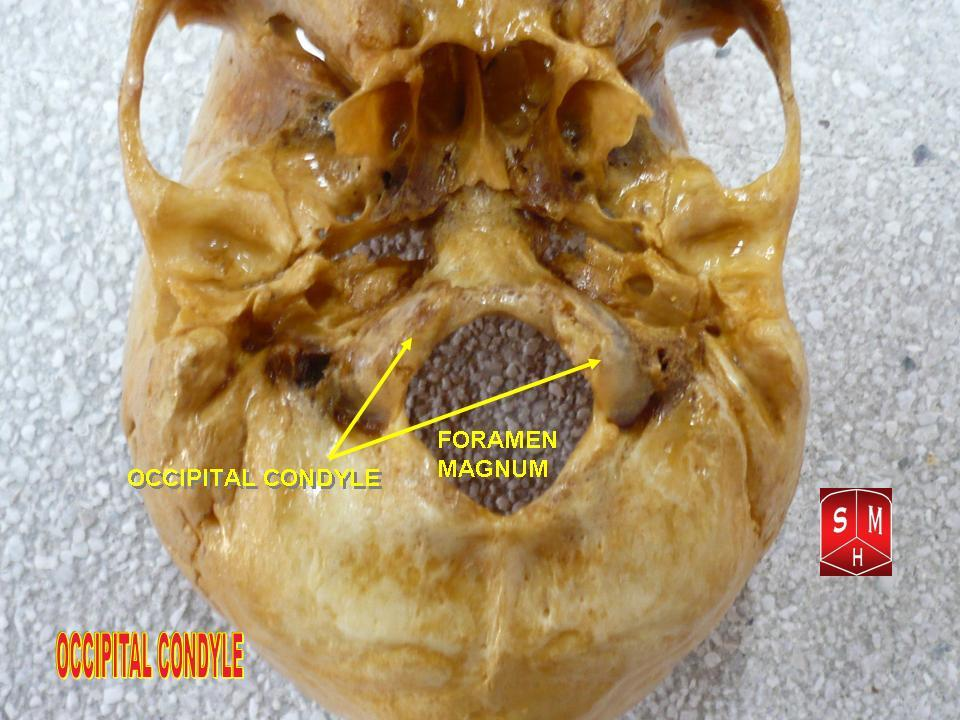 FORAMEN
MAGNUM
OCCIPITAL CONDYLE
S M
H
OCCIPITAL CONDYLE